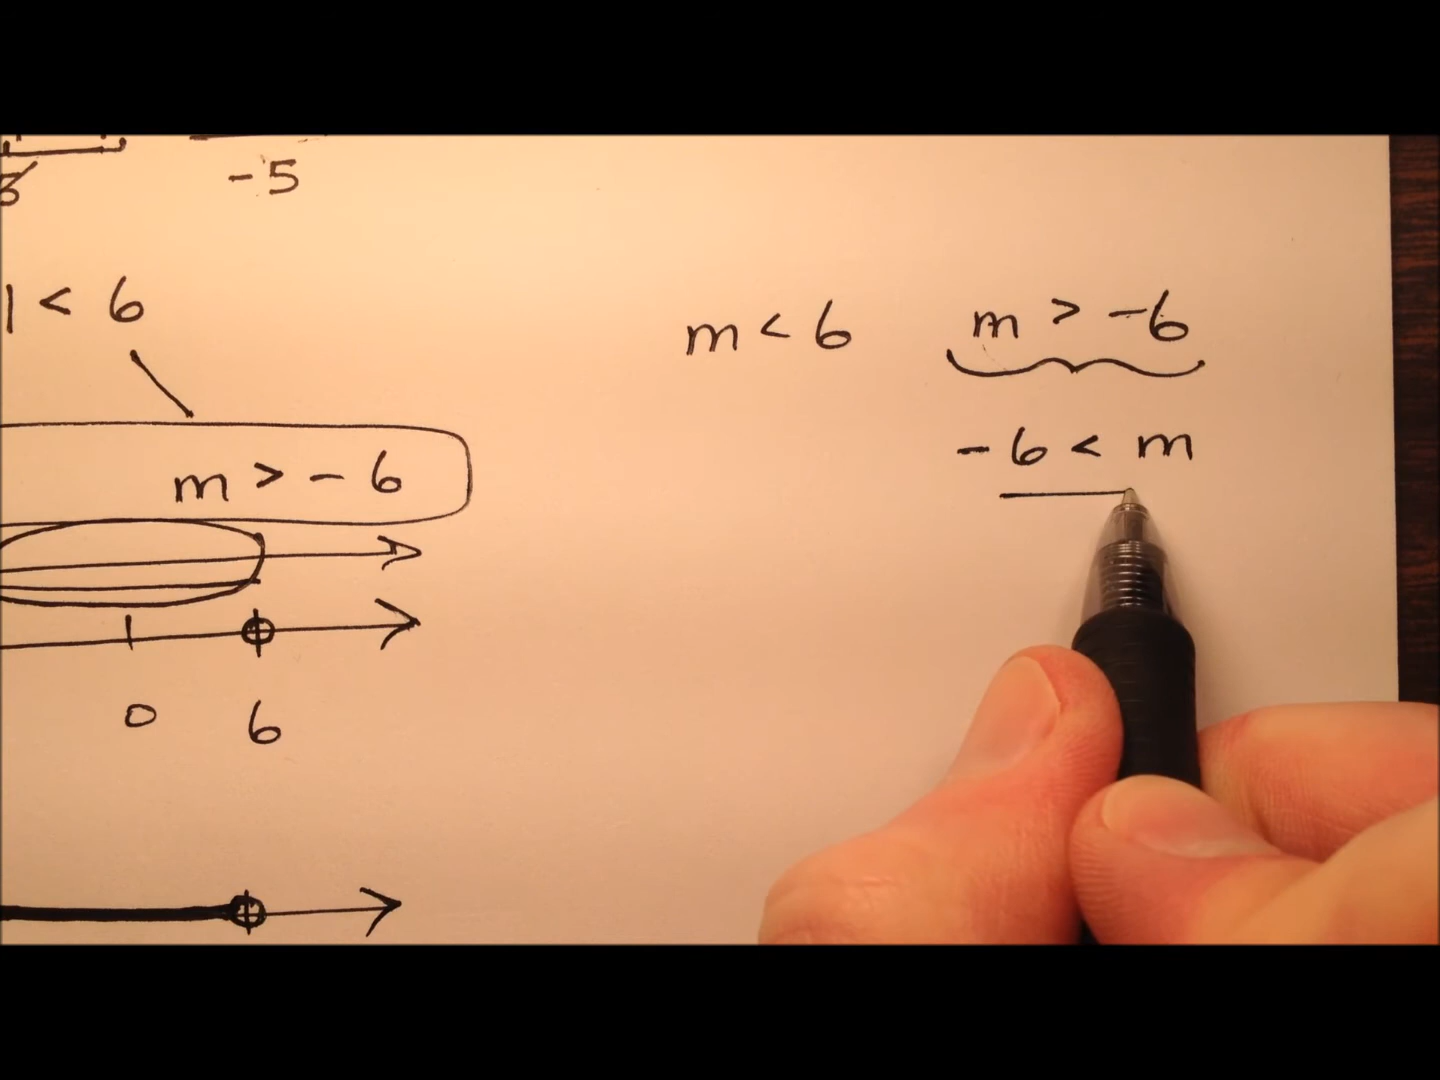 -5
| < 6
m < 6 m > -6
-6 < m
m > -6
0 6